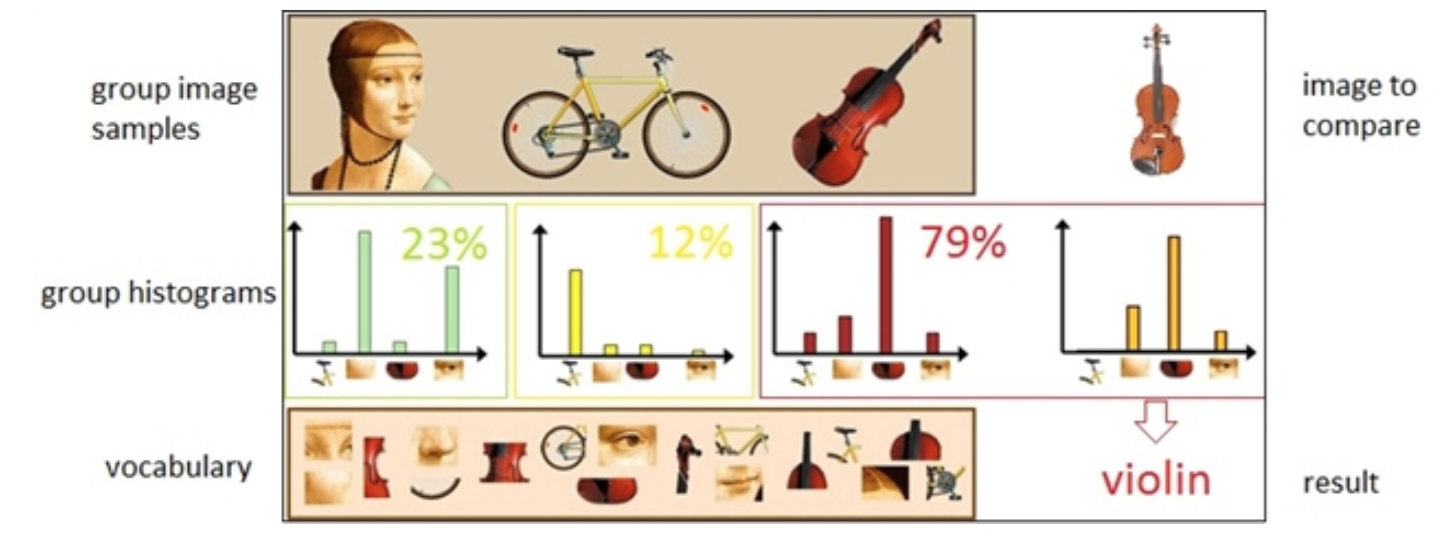 group image
samples
image to
compare
group histograms
23%
12%
79%
vocabulary
violin
result